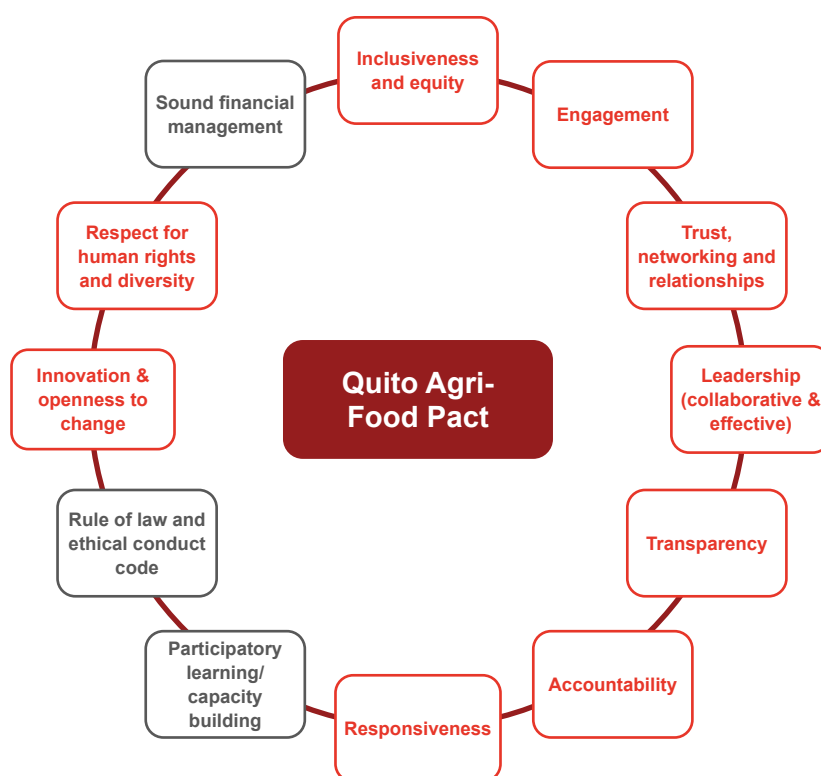 Inclusiveness
and equity
Engagement
Trust,
networking and
relationships
Leadership
(collaborative &
effective)
Transparency
Accountability
Responsiveness
Participatory
learning/
capacity
building
Rule of law and
ethical conduct
code
Innovation &
openness to
change
Respect for
human rights
and diversity
Sound financial
management
Quito Agri-
Food Pact